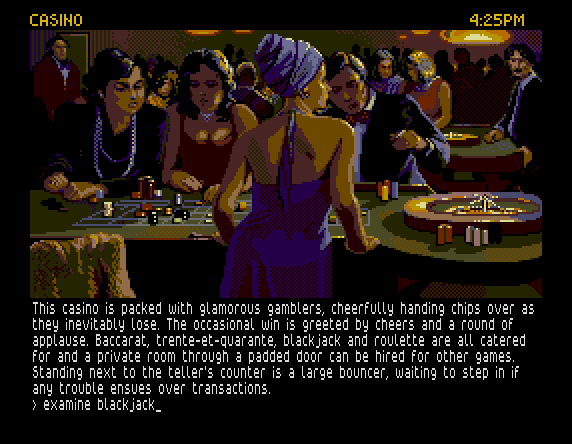 CASINO 4:25PM
This casino is packed with glamorous gamblers, cheerfully handing chips over as
they inevitably lose. The occasional win is greeted by cheers and a round of
applause. Baccarat, trente-et-quarante, blackjack and roulette are all catered
for and a private room through a padded door can be hired for other games.
Standing next to the teller's counter is a large bouncer, waiting to step in if
any trouble ensues over transactions.
> examine blackjack_